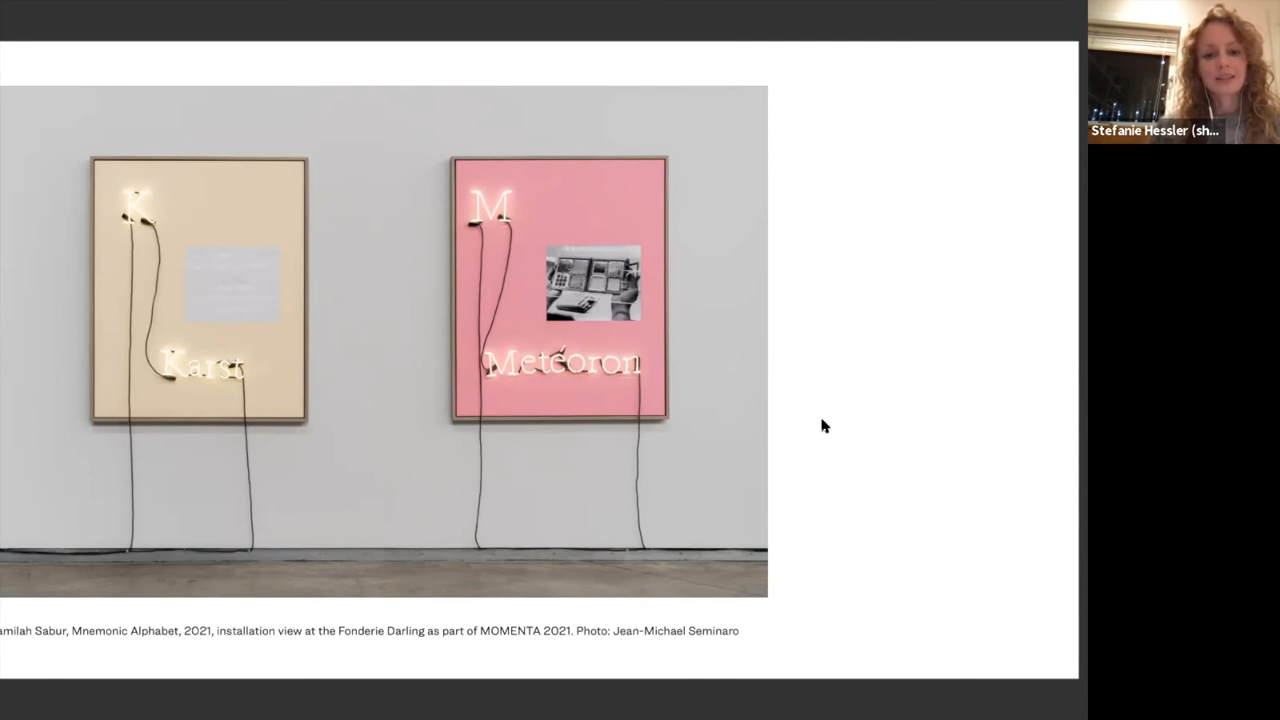 Stefanie Hessler (sh...
K
M
Karst
Metéoron
amilah Sabur, Mnemonic Alphabet, 2021, installation view at the Fonderie Darling as part of MOMENTA 2021. Photo: Jean-Michael Seminaro